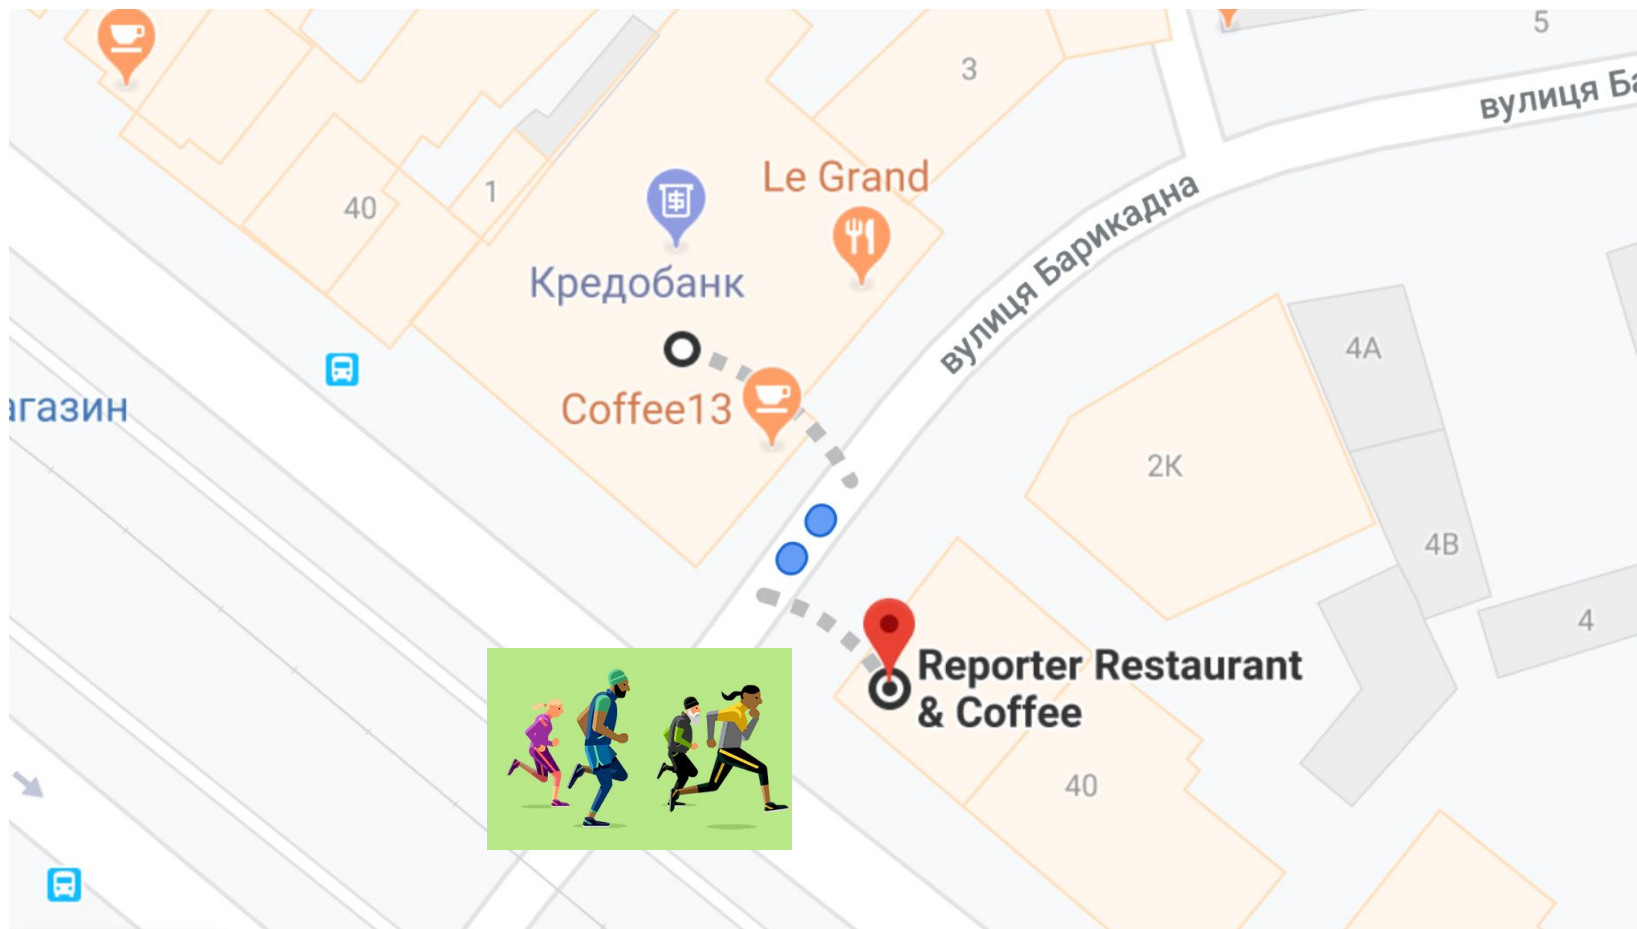 5
3
вулиця Ба
Le Grand
40
1
вулиця Барикадна
Кредобанк
4А
агазин
Coffee13
2К
4В
4
Reporter Restaurant
& Coffee
40